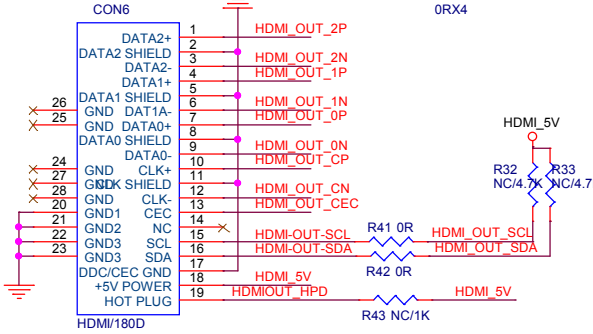 CON6
0RX4
1
DATA2+
HDMI_OUT_2P
2
DATA2 SHIELD
3
DATA2-
HDMI_OUT_2N
4
DATA1+
HDMI_OUT_1P
5
DATA1 SHIELD
6
DAT1A-
HDMI_OUT_1N
7
DATA0+
HDMI_OUT_0P
8
DATA0 SHIELD
9
DATA0-
HDMI_OUT_0N
10
CLK+
HDMI_OUT_CP
11
CLK SHIELD
12
CLK-
HDMI_OUT_CN
13
CEC
HDMI_OUT_CEC
14
NC
15
SCL
HDMI-OUT-SCL
R41 0R
HDMI_OUT_SCL
16
SDA
HDMI-OUT-SDA
R42 0R
HDMI_OUT_SDA
17
DDC/CEC GND
18
+5V POWER
HDMI_5V
19
HOT PLUG
HDMIOUT_HPD
R43 NC/1K
HDMI_5V
26
GND
25
GND
24
GND
27
GND
28
GND
20
GND1
21
GND2
22
GND3
23
GND3
HDMI_5V
R32
NC/4.7K
R33
NC/4.7
HDMI/180D